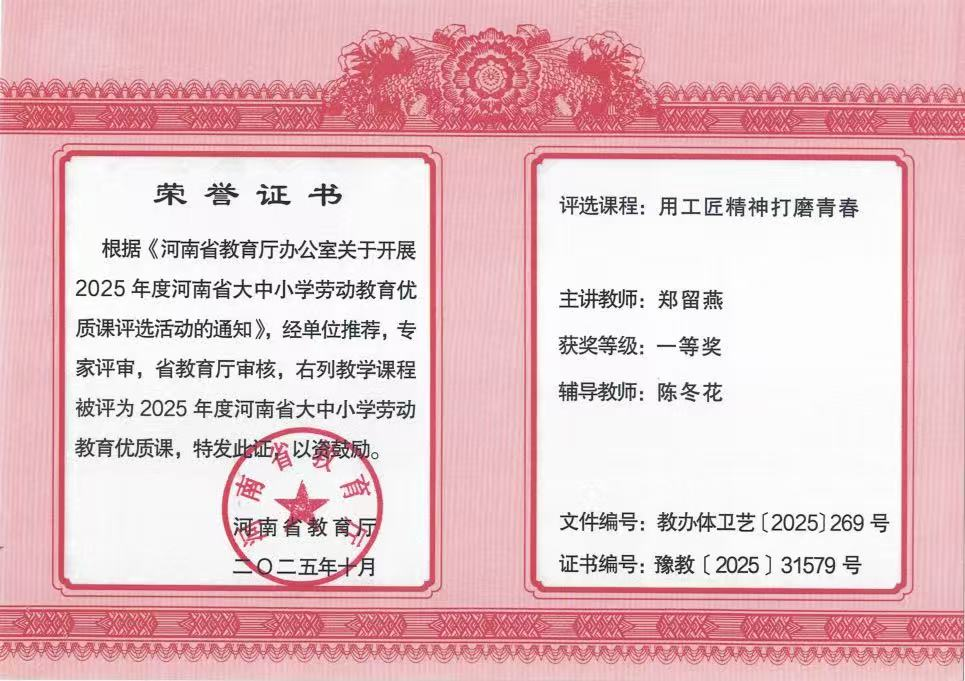 荣誉证书
根据《河南省教育厅办公室关于开展
2025年度河南省大中小学劳动教育优
质课评选活动的通知》，经单位推荐，专
家评审，省教育厅审核，右列教学课程
被评为2025年度河南省大中小学劳动
教育优质课，特发此证，以资鼓励。
河南省教育厅
河南省教育厅
二〇二五年十月
评选课程：用工匠精神打磨青春
主讲教师：郑留燕
获奖等级：一等奖
辅导教师：陈冬花
文件编号：教办体卫艺〔2025〕269号
证书编号：豫教〔2025〕31579号